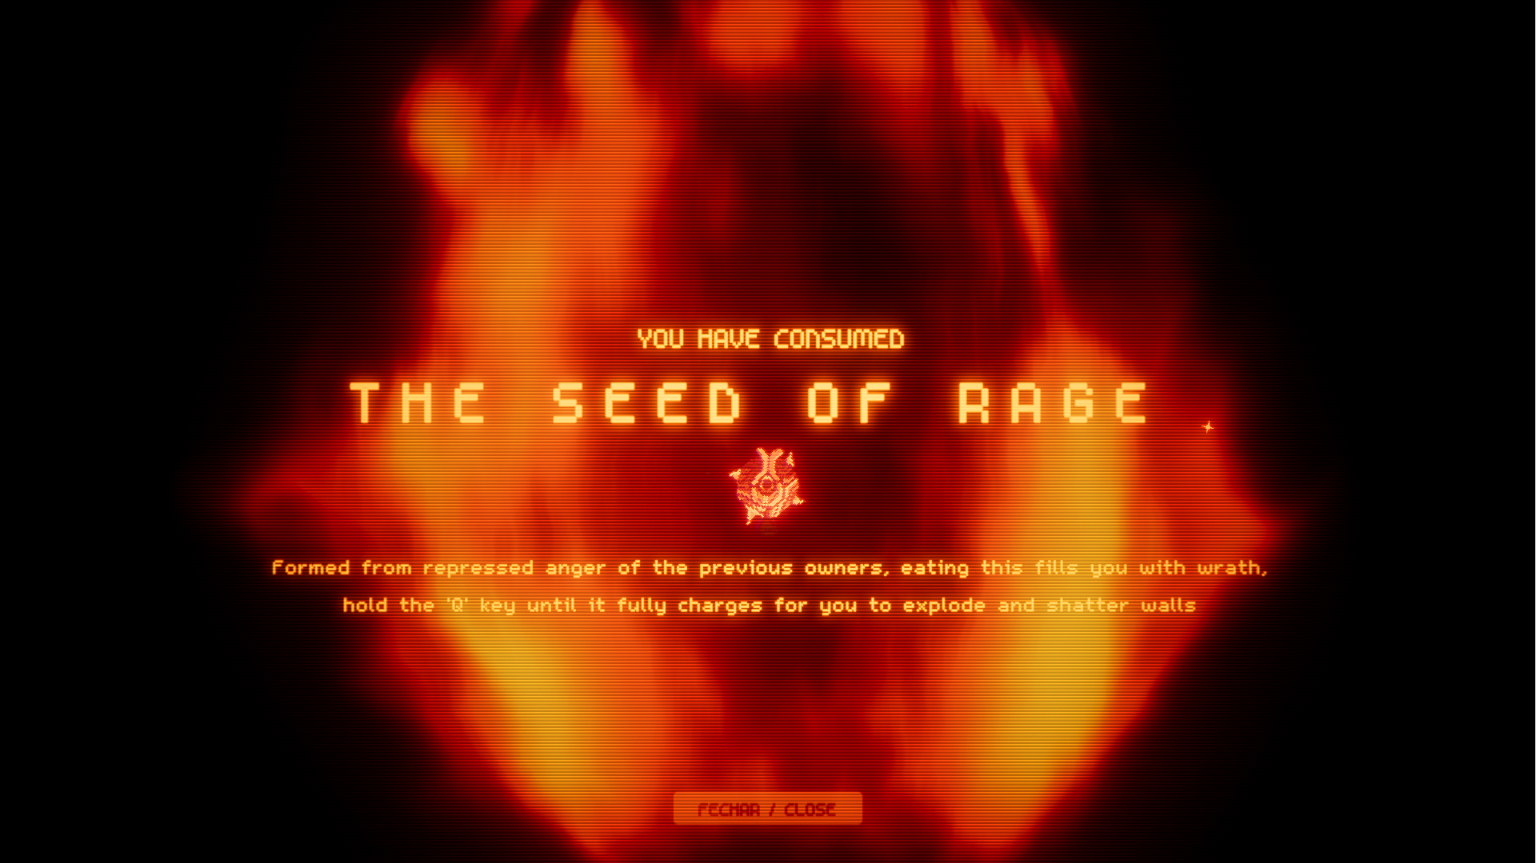 YOU HAVE CONSUMED
THE SEED OF RAGE
Formed from repressed anger of the previous owners, eating this fills you with wrath,
hold the 'Q' key until it fully charges for you to explode and shatter walls
FECHAR / CLOSE